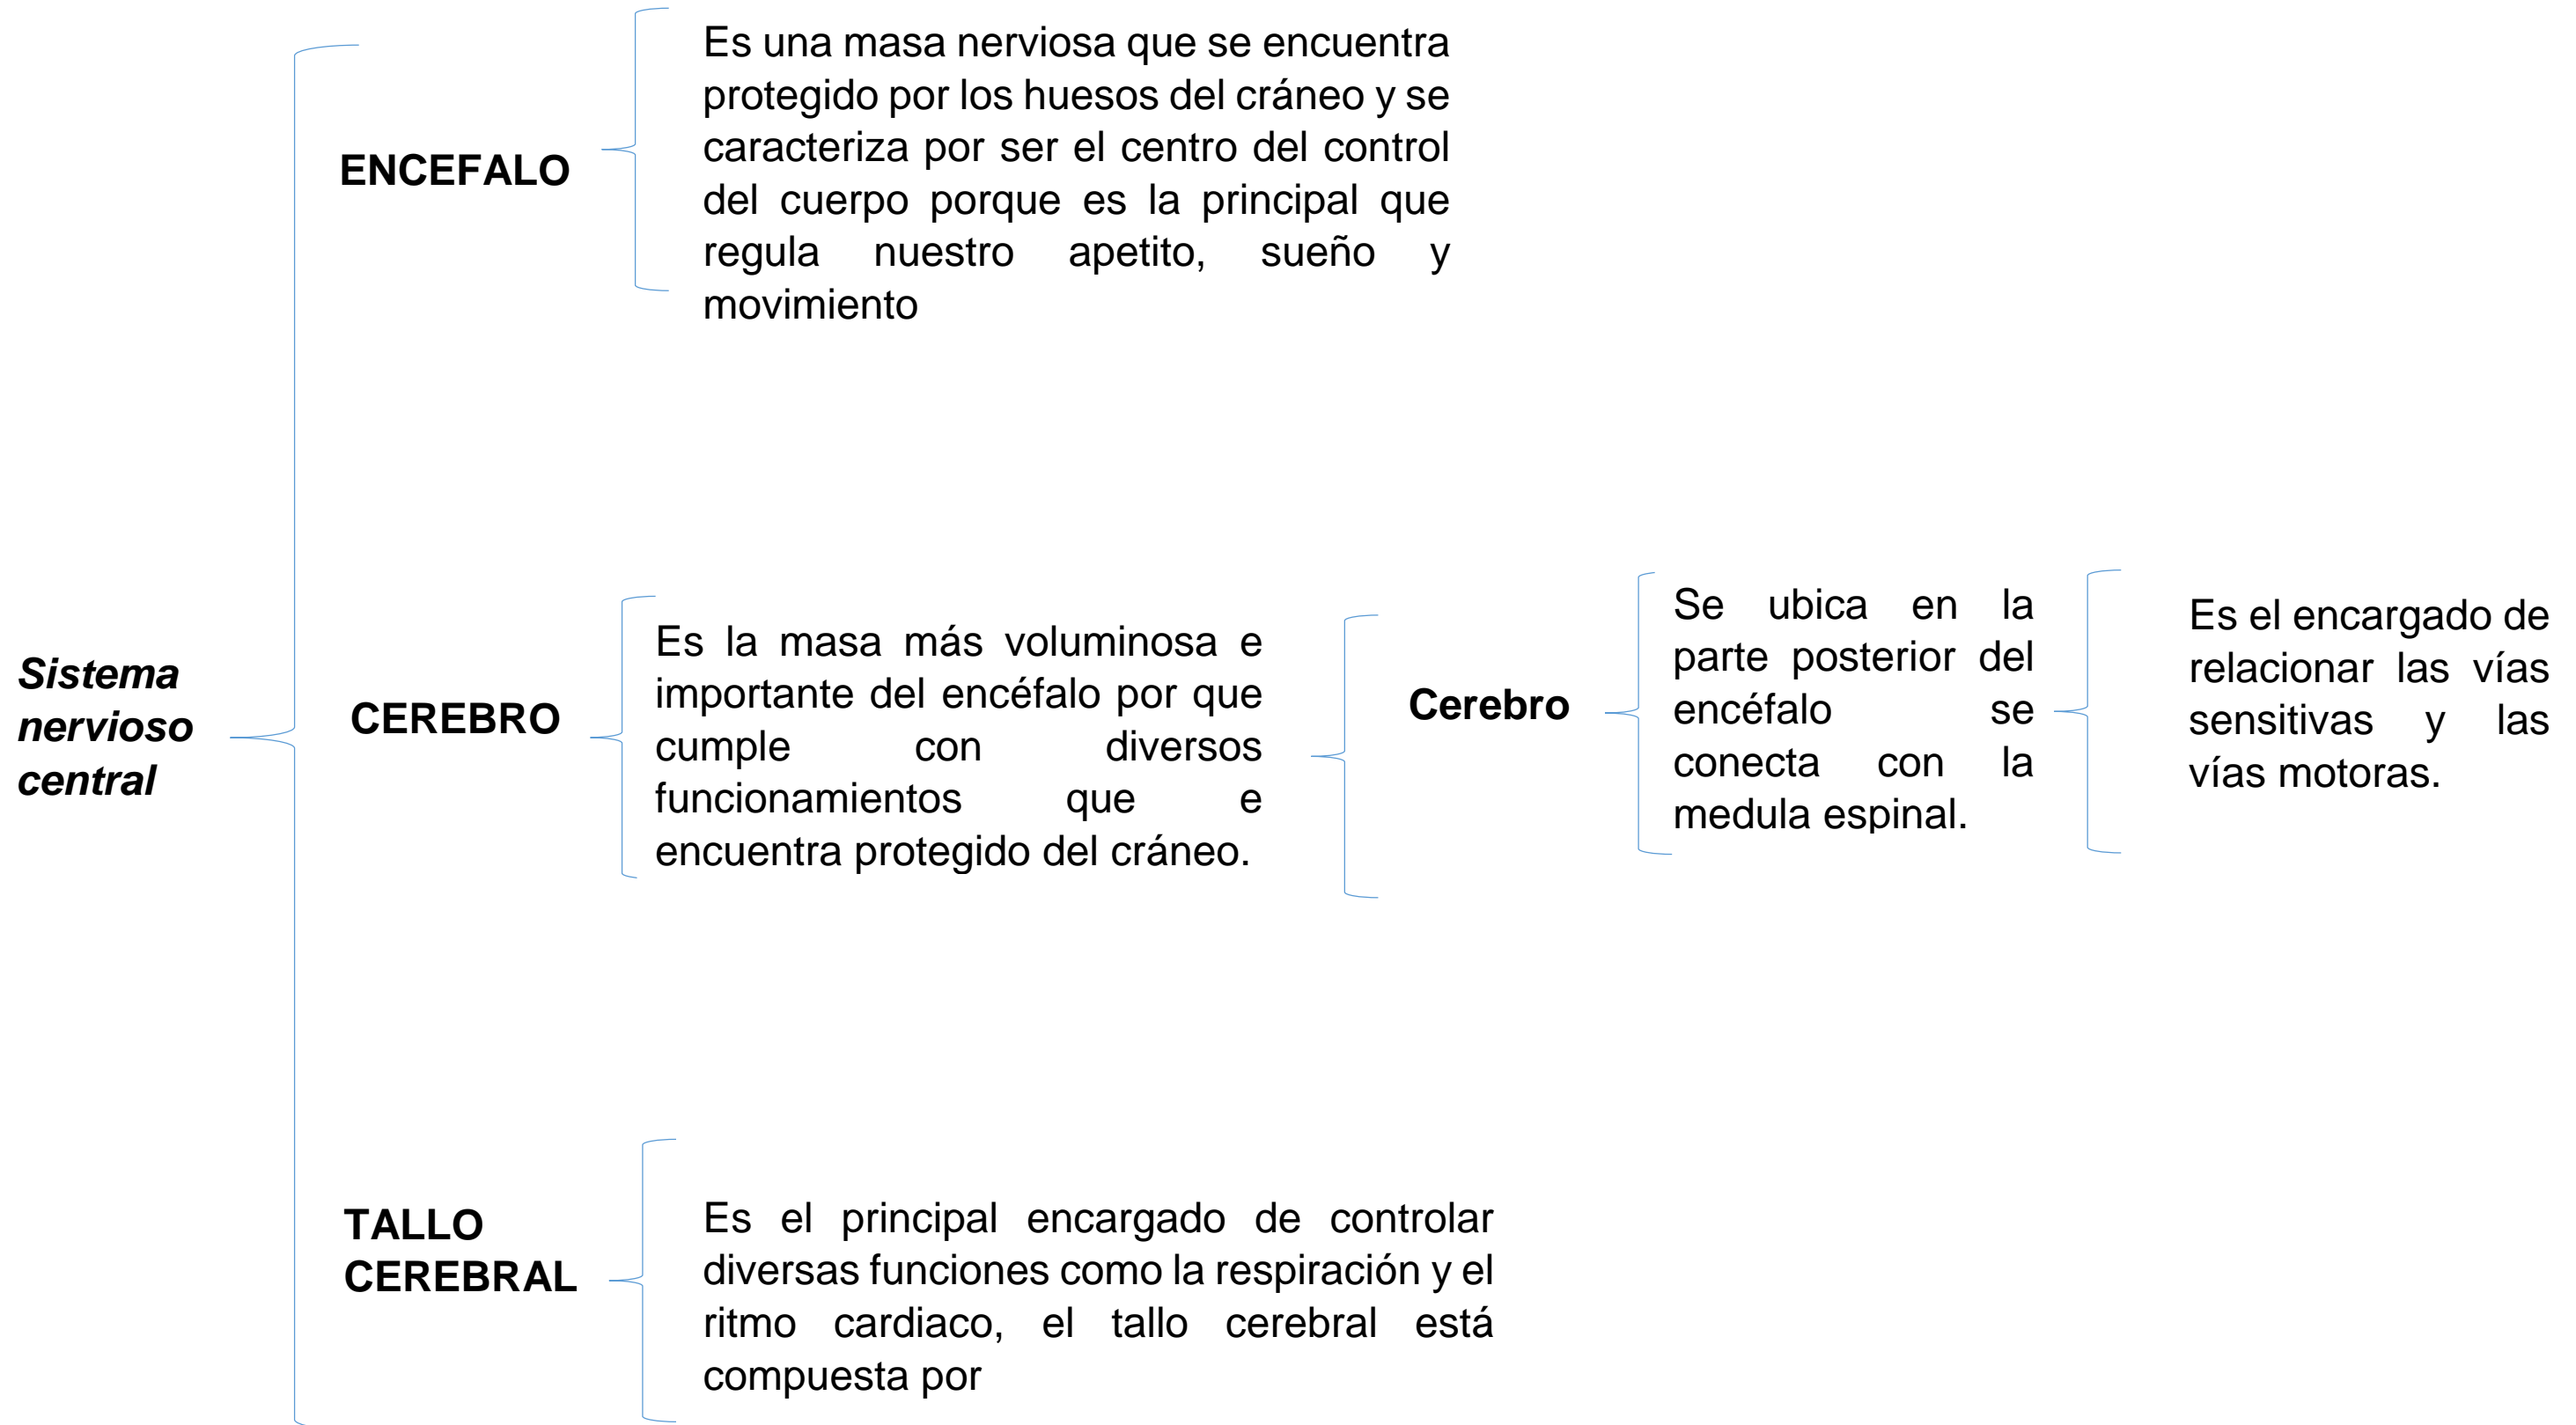 Es una masa nerviosa que se encuentra
protegido por los huesos del cráneo y se
caracteriza por ser el centro del control
del cuerpo porque es la principal que
regula nuestro apetito, sueño y
movimiento
ENCEFALO
Sistema
nervioso
central
CEREBRO
Es la masa más voluminosa e
importante del encéfalo por que
cumple con diversos
funcionamientos que e
encuentra protegido del cráneo.
Cerebro
Se ubica en la
parte posterior del
encéfalo se
conecta con la
medula espinal.
Es el encargado de
relacionar las vías
sensitivas y las
vías motoras.
TALLO
CEREBRAL
Es el principal encargado de controlar
diversas funciones como la respiración y el
ritmo cardiaco, el tallo cerebral está
compuesta por